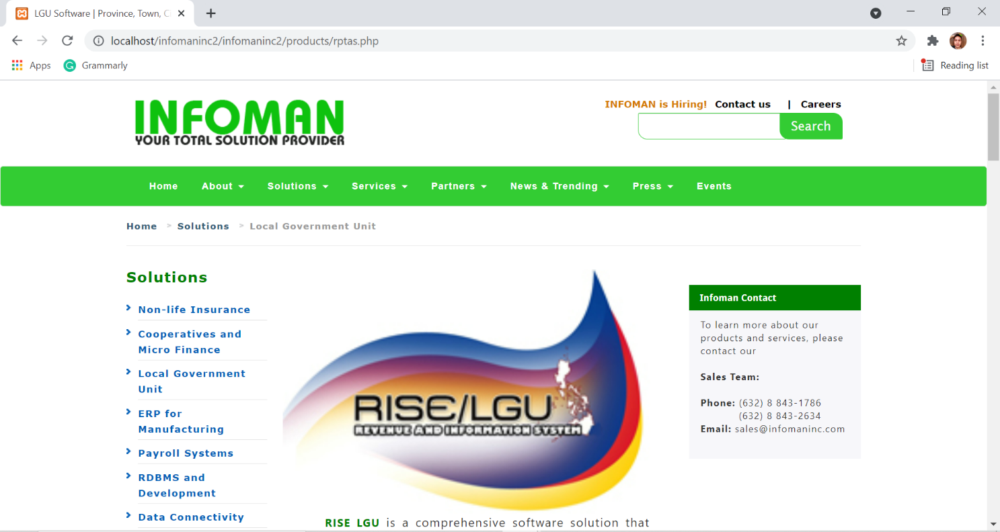 LGU Software | Province, Town, C
localhost/infomaninc2/infomaninc2/products/rptas.php
Apps Grammarly Reading list
INFOMAN
YOUR TOTAL SOLUTION PROVIDER
INFOMAN is Hiring! Contact us | Careers
Search
Home About Solutions Services Partners News & Trending Press Events
Home > Solutions > Local Government Unit
Solutions
Non-life Insurance
Cooperatives and
Micro Finance
Local Government
Unit
ERP for
Manufacturing
Payroll Systems
RDBMS and
Development
Data Connectivity
RISE/LGU
REVENUE AND INFORMATION SYSTEM
RISE LGU is a comprehensive software solution that
Infoman Contact
To learn more about our
products and services, please
contact our
Sales Team:
Phone: (632) 8 843-1786
(632) 8 843-2634
Email: sales@infomaninc.com